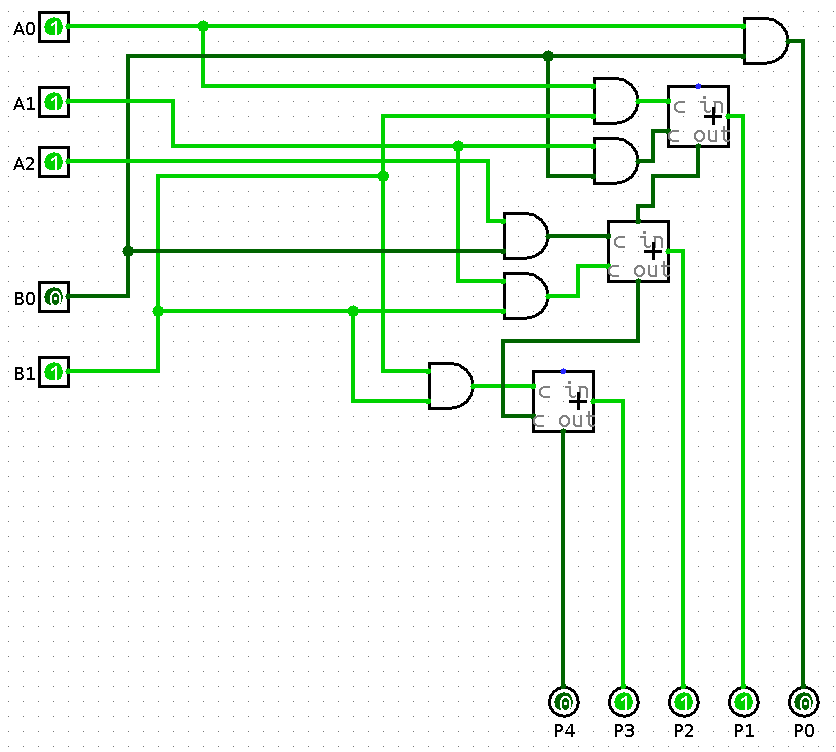 A0 1
A1 1
c in
+
c out
A2 1
c in
+
c out
B0 0
B1 1
c in
+
c out
0 1 1 1 0
P4 P3 P2 P1 P0